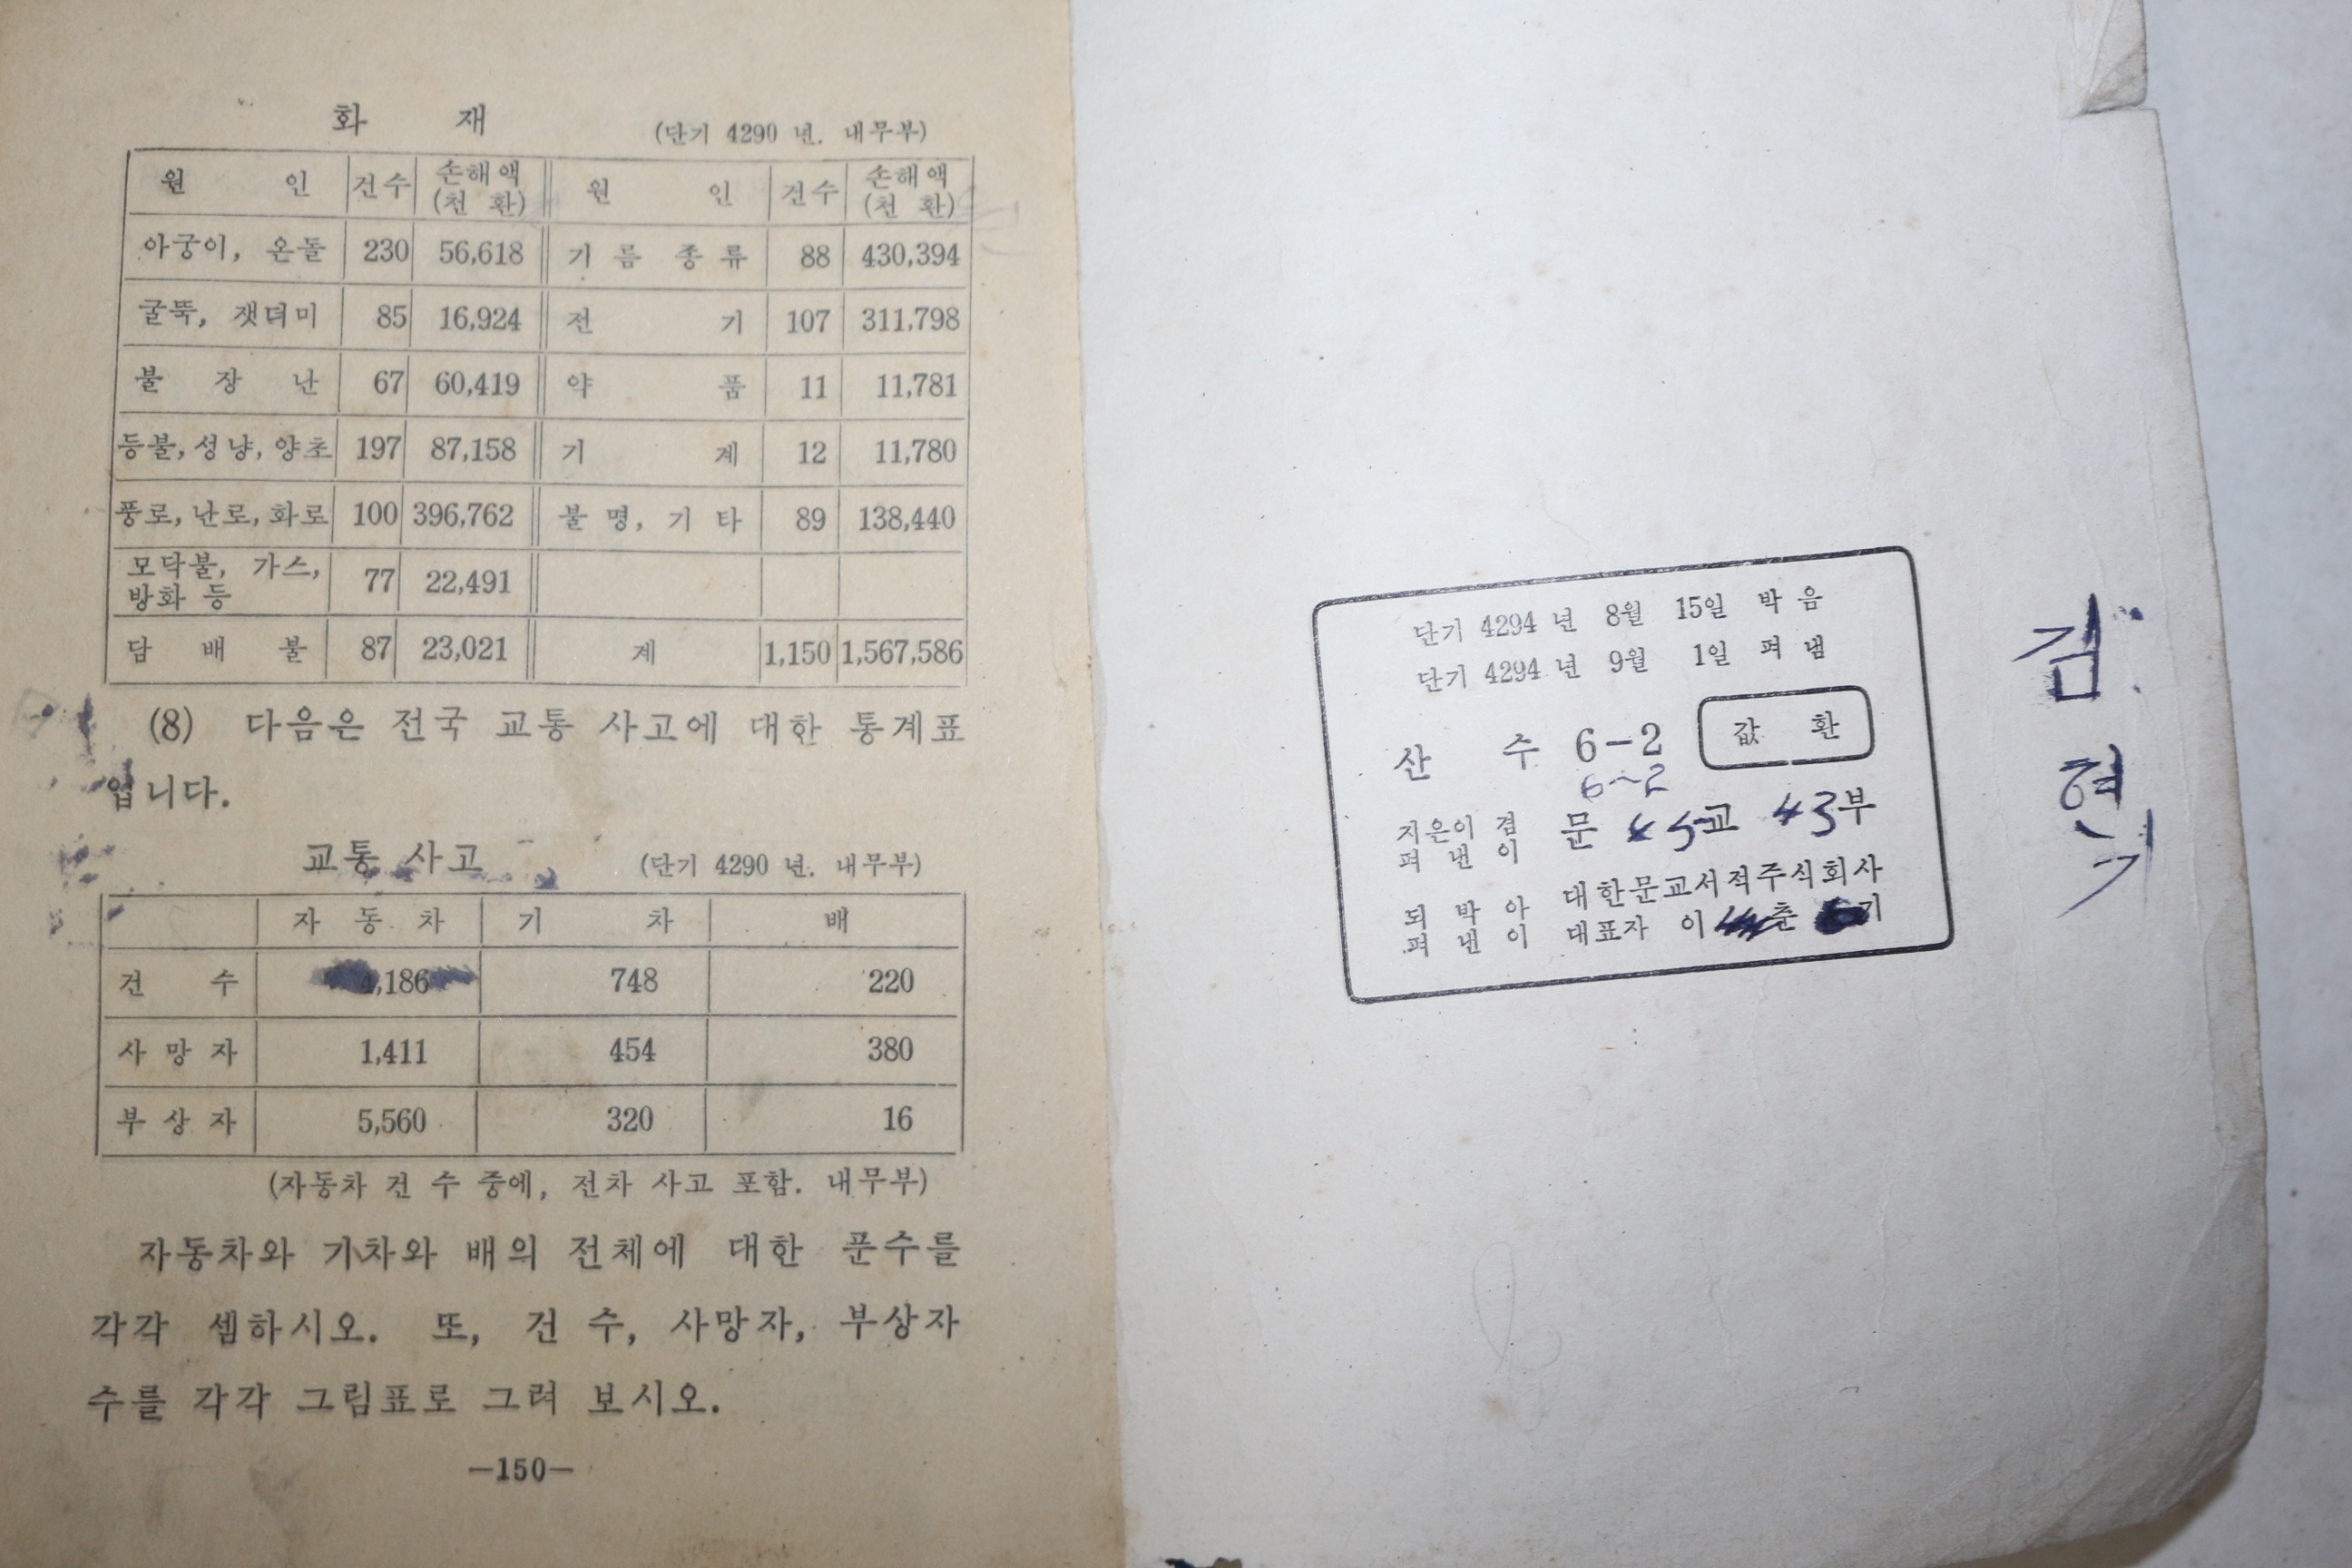 화 재 (단기 4290 년. 내무부)
원 인 건수 손해액 (천 환) 원 인 건수 손해액 (천 환)
아궁이, 온돌 230 56,618 기 름 종 류 88 430,394
굴뚝, 잿더미 85 16,924 전 기 107 311,798
불 장 난 67 60,419 약 품 11 11,781
등불, 성냥, 양초 197 87,158 기 계 12 11,780
풍로, 난로, 화로 100 396,762 불 명, 기 타 89 138,440
모닥불, 가스, 방화 등 77 22,491
담 배 불 87 23,021 계 1,150 1,567,586
(8) 다음은 전국 교통 사고에 대한 통계표
입니다.
교통 사고 (단기 4290 년. 내무부)
자 동 차 기 차 배
건 수 4,186 748 220
사 망 자 1,411 454 380
부 상 자 5,560 320 16
(자동차 건 수 중에, 전차 사고 포함. 내무부)
자동차와 기차와 배의 전체에 대한 푼수를
각각 셈하시오. 또, 건 수, 사망자, 부상자
수를 각각 그림표로 그려 보시오.
—150—
단기 4294 년 8월 15일 박 음
단기 4294 년 9월 1일 펴 냄
산 수 6-2 값 환
6~2
지은이 겸 펴 낸 이 문 교 43 부
되 박 아 펴 낸 이 대한문교서적주식회사
대표자 이 춘 기
김 현 기